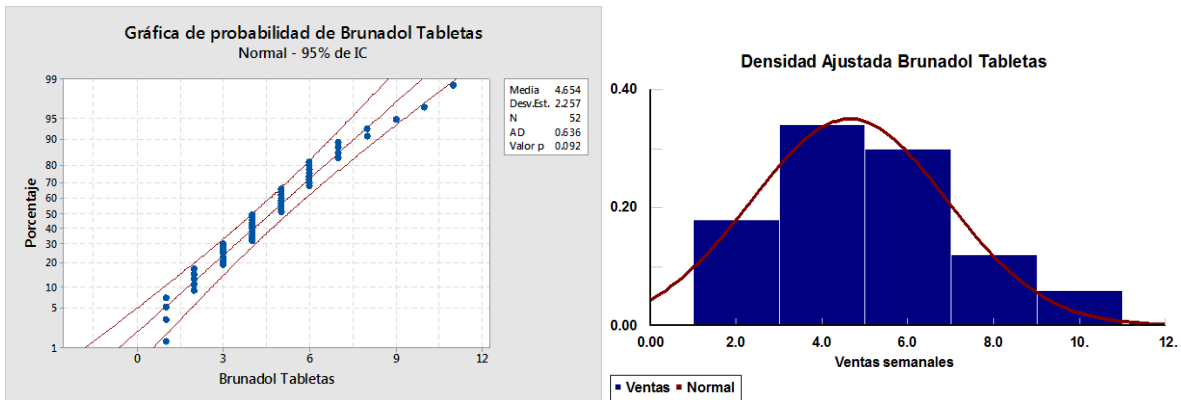 Gráfica de probabilidad de Brunadol Tabletas
Normal - 95% de IC
99
95
90
80
70
60
50
40
30
20
10
5
1
Porcentaje
0
3
6
9
12
Brunadol Tabletas
Media 4.654
Desv.Est. 2.257
N 52
AD 0.636
Valor p 0.092
Densidad Ajustada Brunadol Tabletas
0.40
0.20
0.00
0.00
2.0
4.0
6.0
8.0
10.
12.
Ventas semanales
Ventas Normal